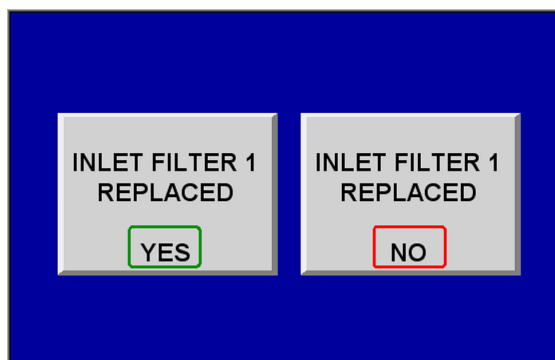 INLET FILTER 1
REPLACED
YES
INLET FILTER 1
REPLACED
NO